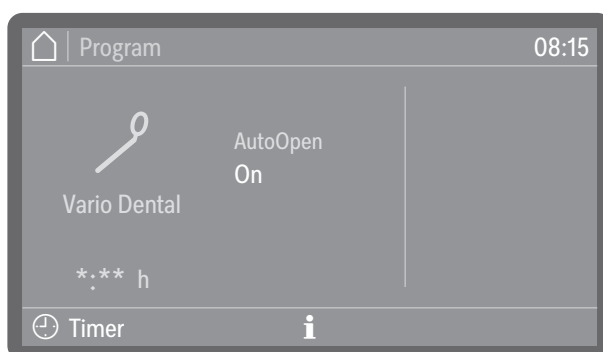 Program 08:15
AutoOpen
On
Vario Dental
*:** h
Timer i